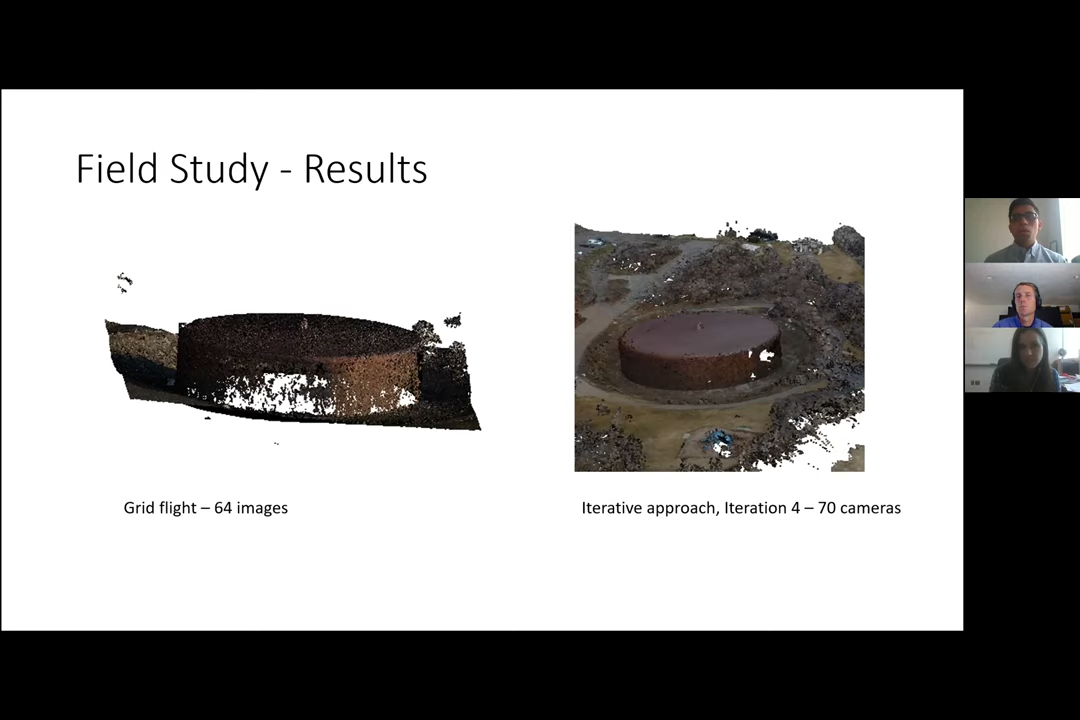 Field Study - Results
Grid flight – 64 images
Iterative approach, Iteration 4 – 70 cameras